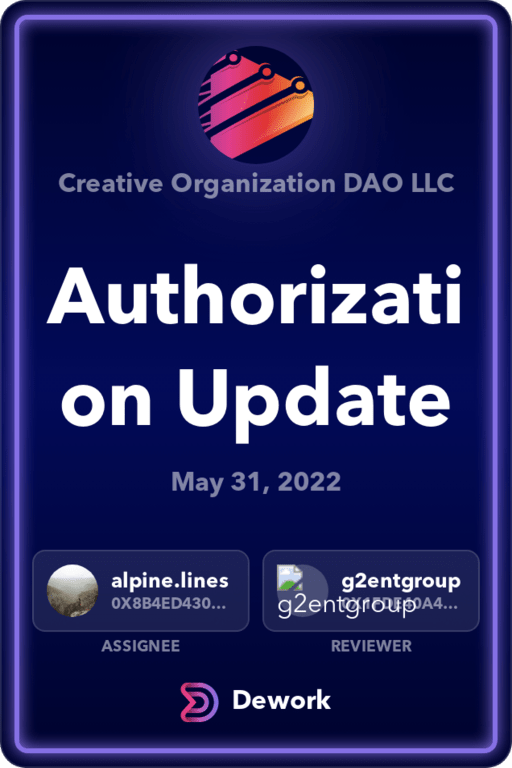 Creative Organization DAO LLC
Authorizati
on Update
May 31, 2022
alpine.lines
0X8B4ED430...
g2entgroup
g2entgroup
ASSIGNEE
REVIEWER
Dework